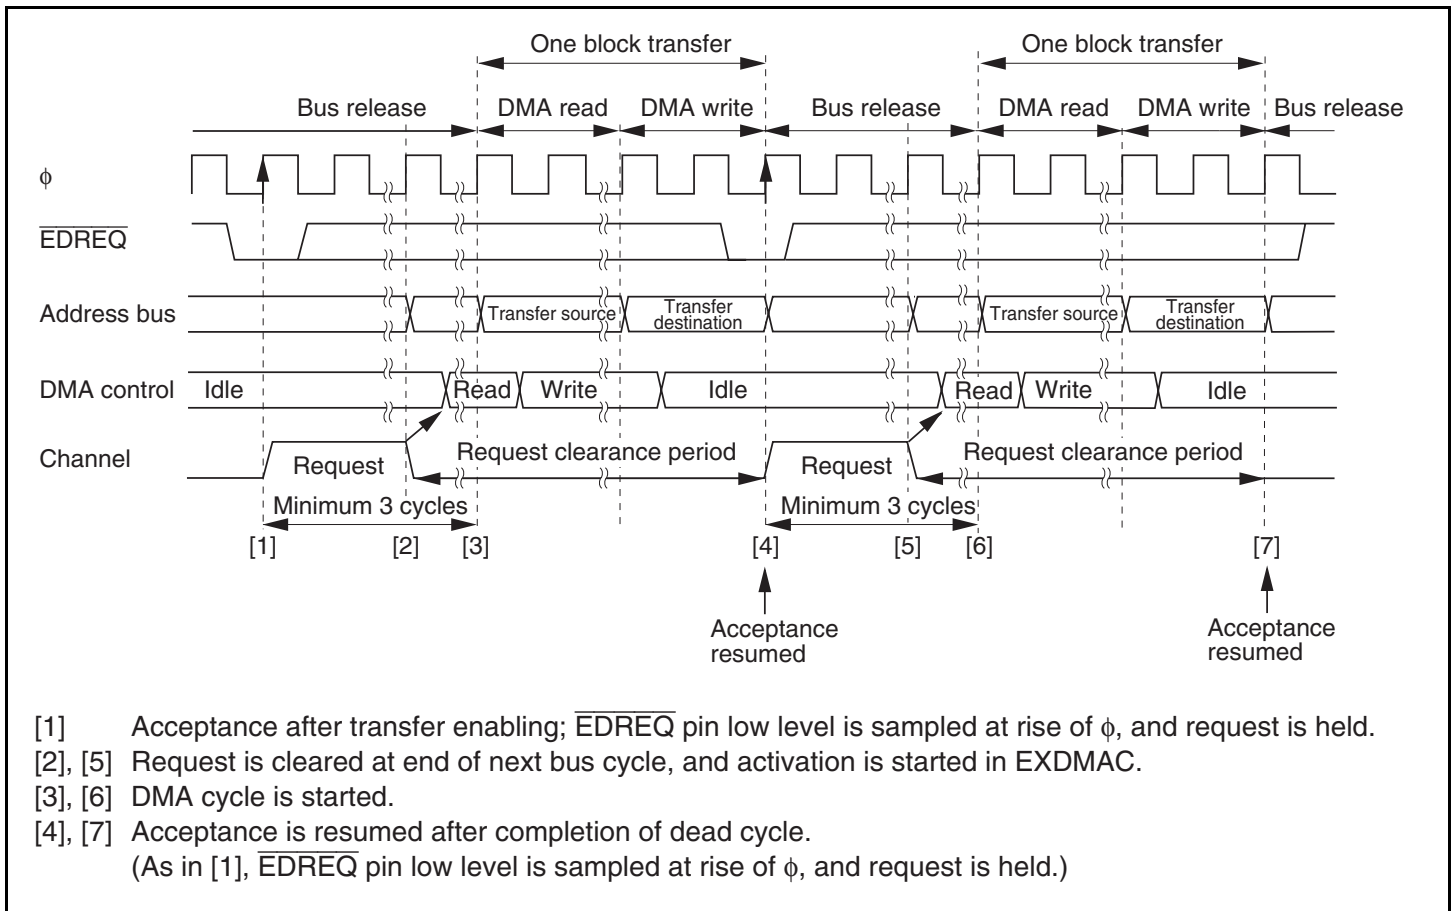 One block transfer One block transfer
Bus release DMA read DMA write Bus release DMA read DMA write Bus release
ϕ
E̅D̅R̅E̅Q̅
Address bus Transfer source Transfer destination Transfer source Transfer destination
DMA control Idle Read Write Idle Read Write Idle
Channel Request Request clearance period Request Request clearance period
Minimum 3 cycles Minimum 3 cycles
[1] [2] [3] [4] [5] [6] [7]
Acceptance resumed Acceptance resumed
[1] Acceptance after transfer enabling; E̅D̅R̅E̅Q̅ pin low level is sampled at rise of ϕ, and request is held.
[2], [5] Request is cleared at end of next bus cycle, and activation is started in EXDMAC.
[3], [6] DMA cycle is started.
[4], [7] Acceptance is resumed after completion of dead cycle.
(As in [1], E̅D̅R̅E̅Q̅ pin low level is sampled at rise of ϕ, and request is held.)